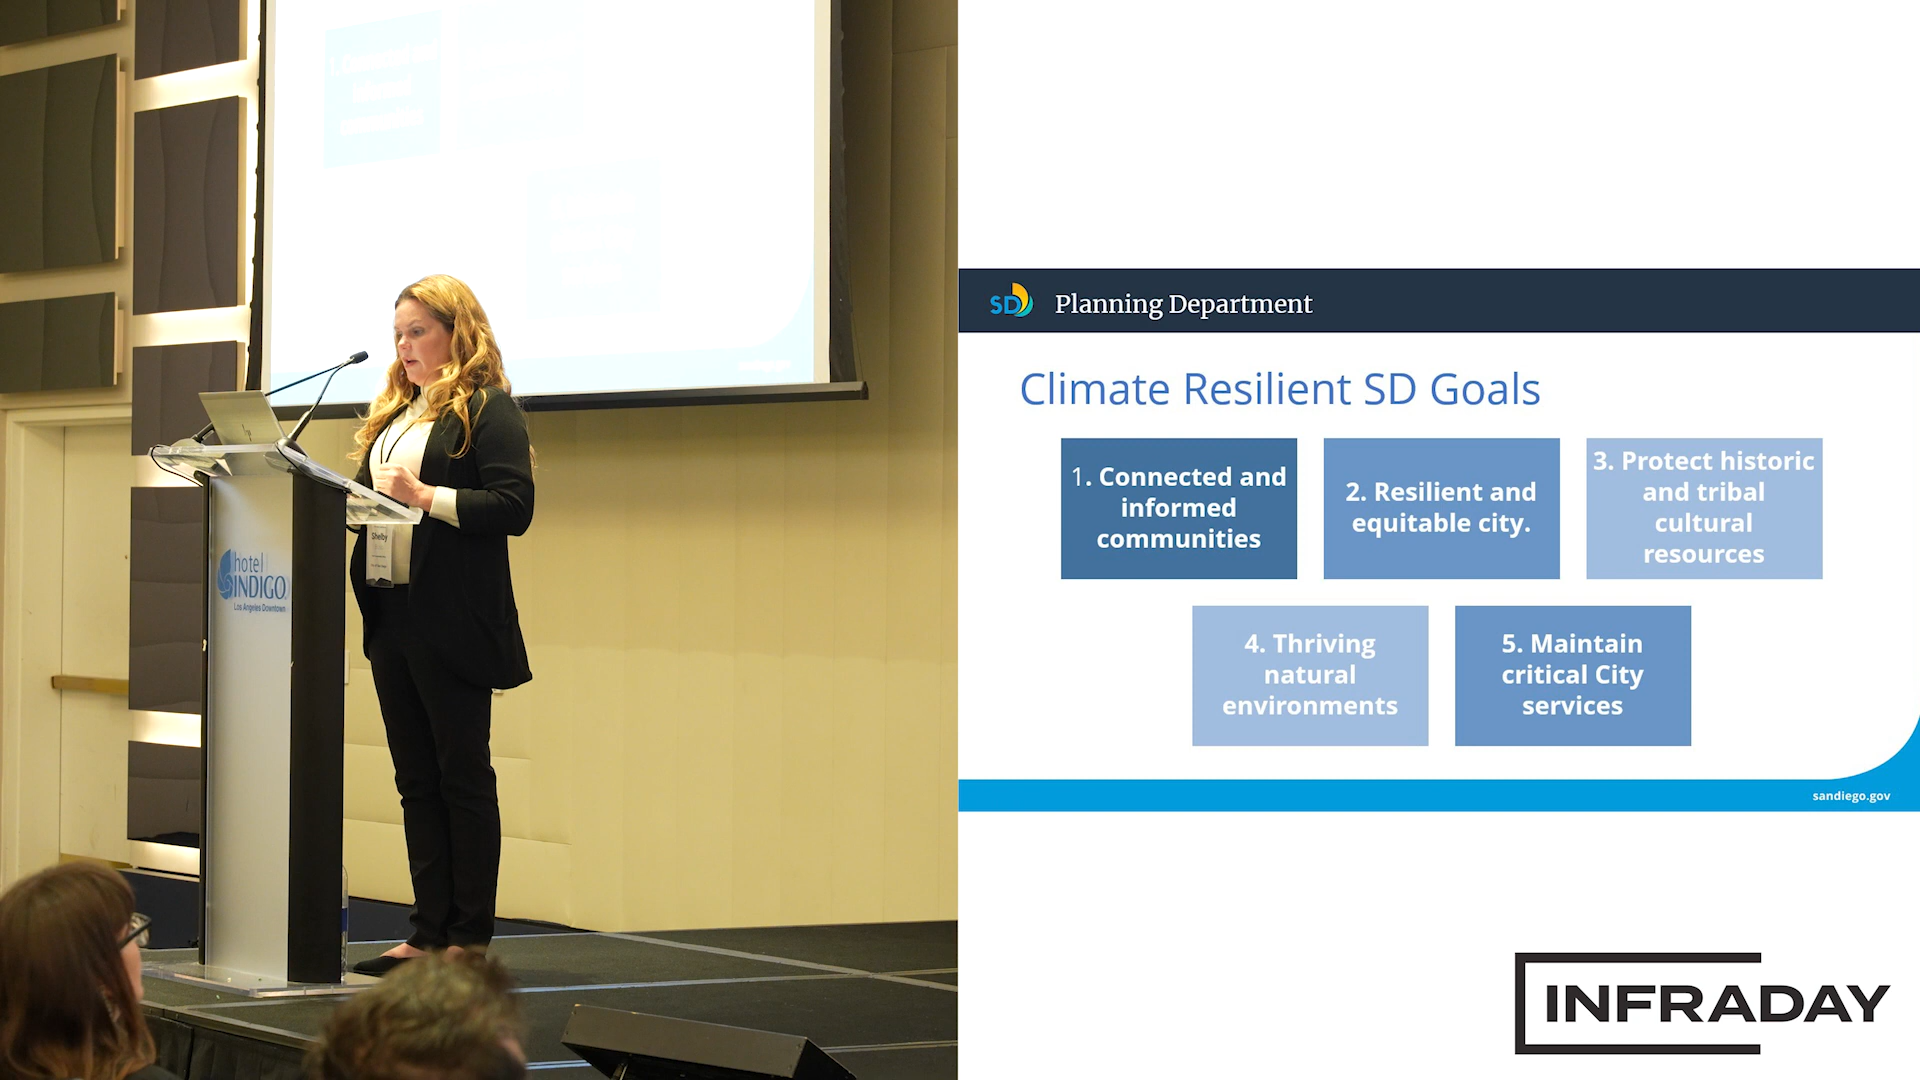 hotel
INDIGO
Los Angeles Downtown
Shelby
SD Planning Department
Climate Resilient SD Goals
1. Connected and
informed
communities
2. Resilient and
equitable city.
3. Protect historic
and tribal
cultural
resources
4. Thriving
natural
environments
5. Maintain
critical City
services
sandiego.gov
INFRADAY